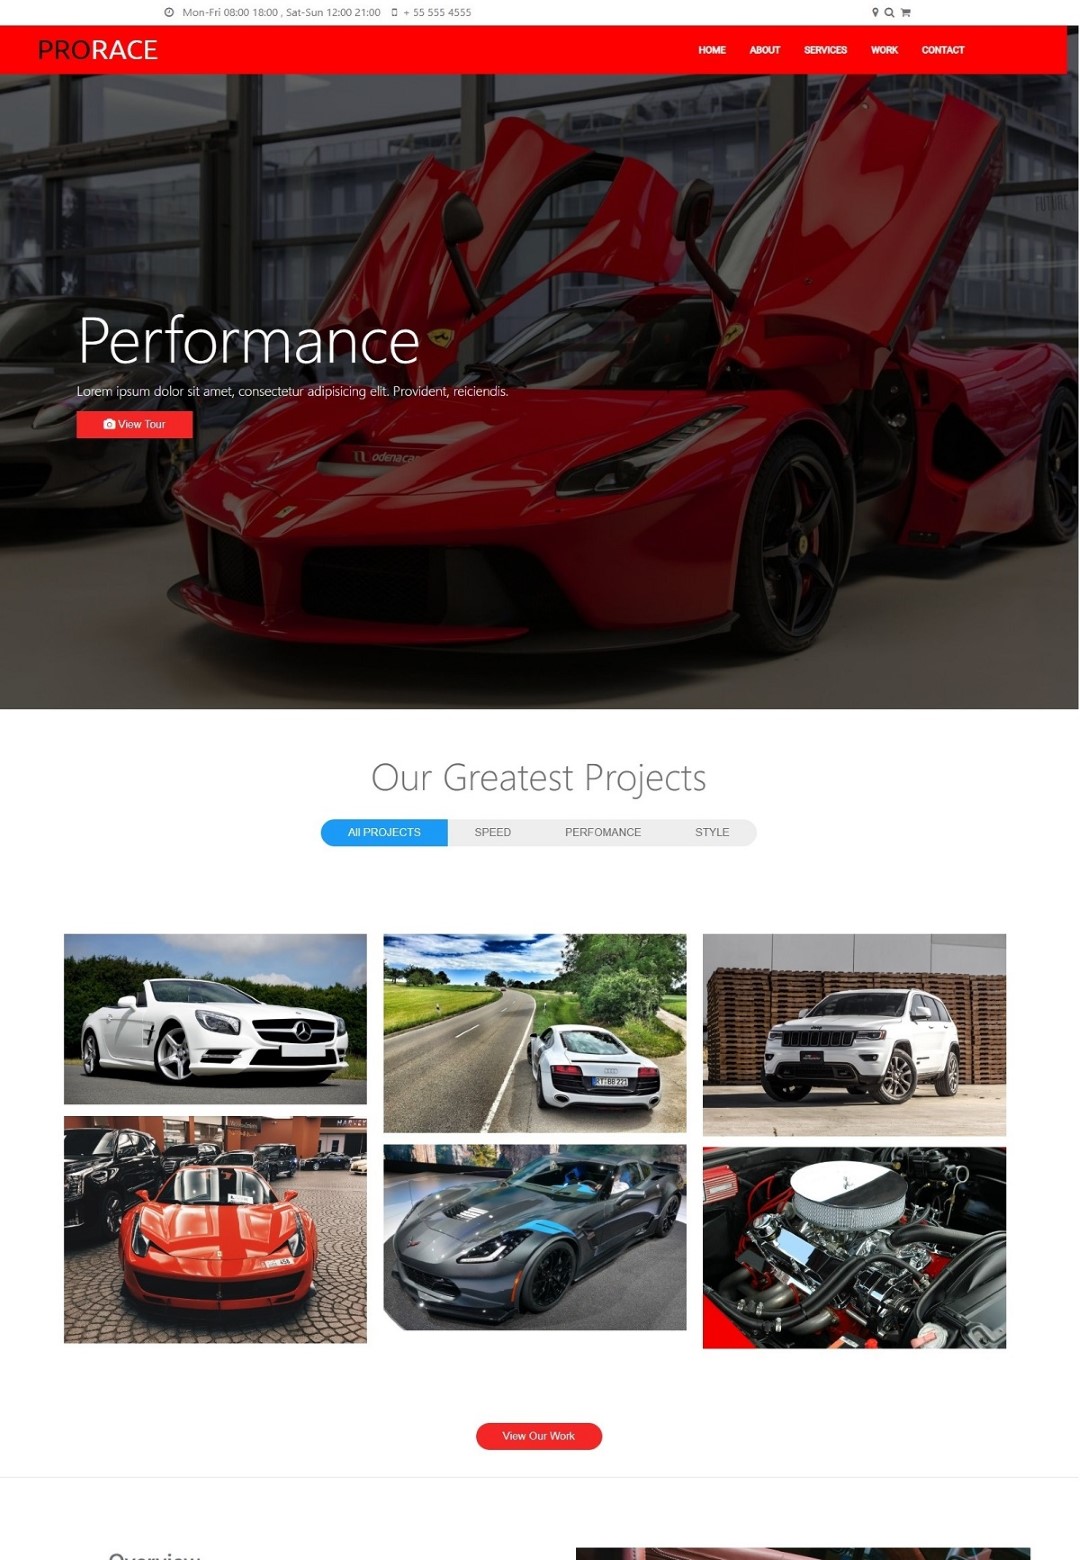 Mon-Fri 08:00 18:00 , Sat-Sun 12:00 21:00 + 55 555 4555
PRORACE
HOME ABOUT SERVICES WORK CONTACT
Performance
Lorem ipsum dolor sit amet, consectetur adipisicing elit. Provident, reiciendis.
View Tour
odenacar
Our Greatest Projects
All PROJECTS SPEED PERFOMANCE STYLE
View Our Work
Overview